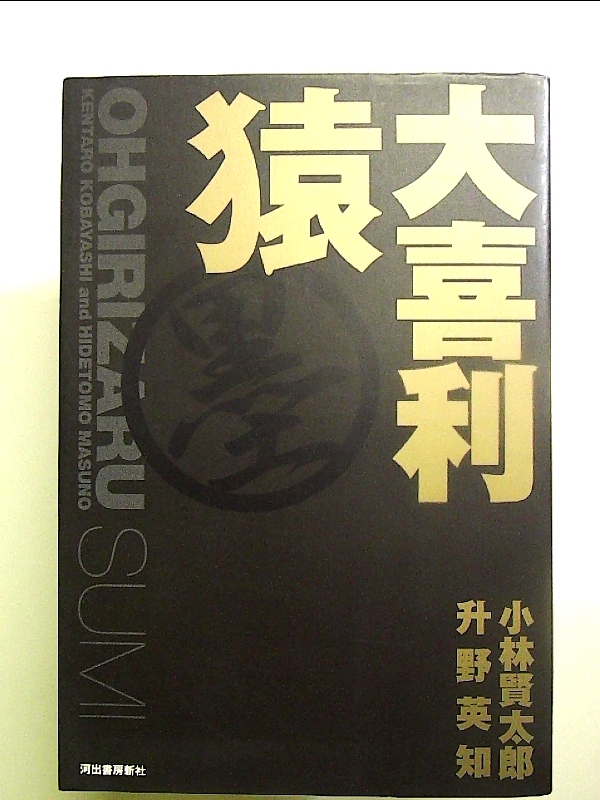 大喜利
猿
墨
小林賢太郎
升野英知
OHGIRIZARU SUMI
KENTARO KOBAYASHI and HIDETOMO MASUNO
河出書房新社